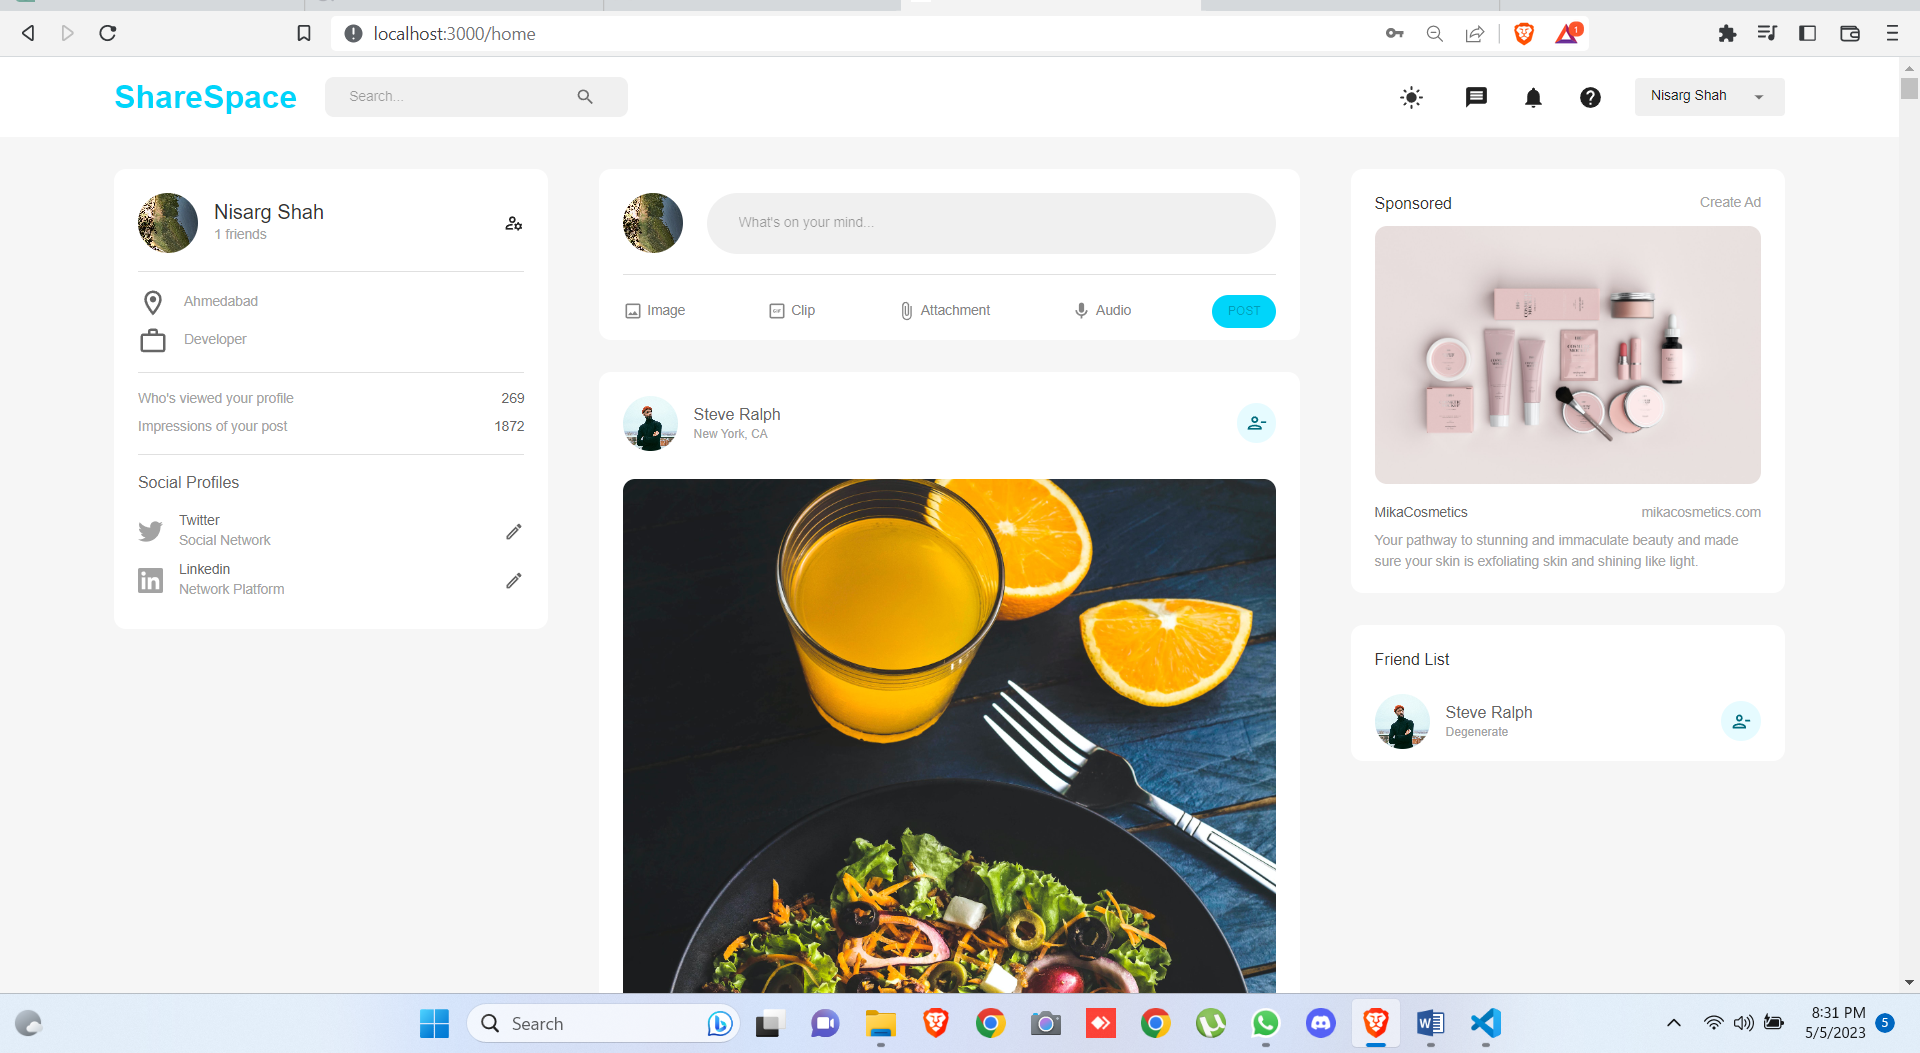 localhost:3000/home
1
ShareSpace
Search...
Nisarg Shah
Nisarg Shah
1 friends
Ahmedabad
Developer
Who's viewed your profile 269
Impressions of your post 1872
Social Profiles
Twitter
Social Network
Linkedin
Network Platform
What's on your mind...
Image Clip Attachment Audio POST
Steve Ralph
New York, CA
Sponsored Create Ad
MikaCosmetics mikacosmetics.com
Your pathway to stunning and immaculate beauty and made
sure your skin is exfoliating skin and shining like light.
Friend List
Steve Ralph
Degenerate
Search
8:31 PM
5/5/2023
5